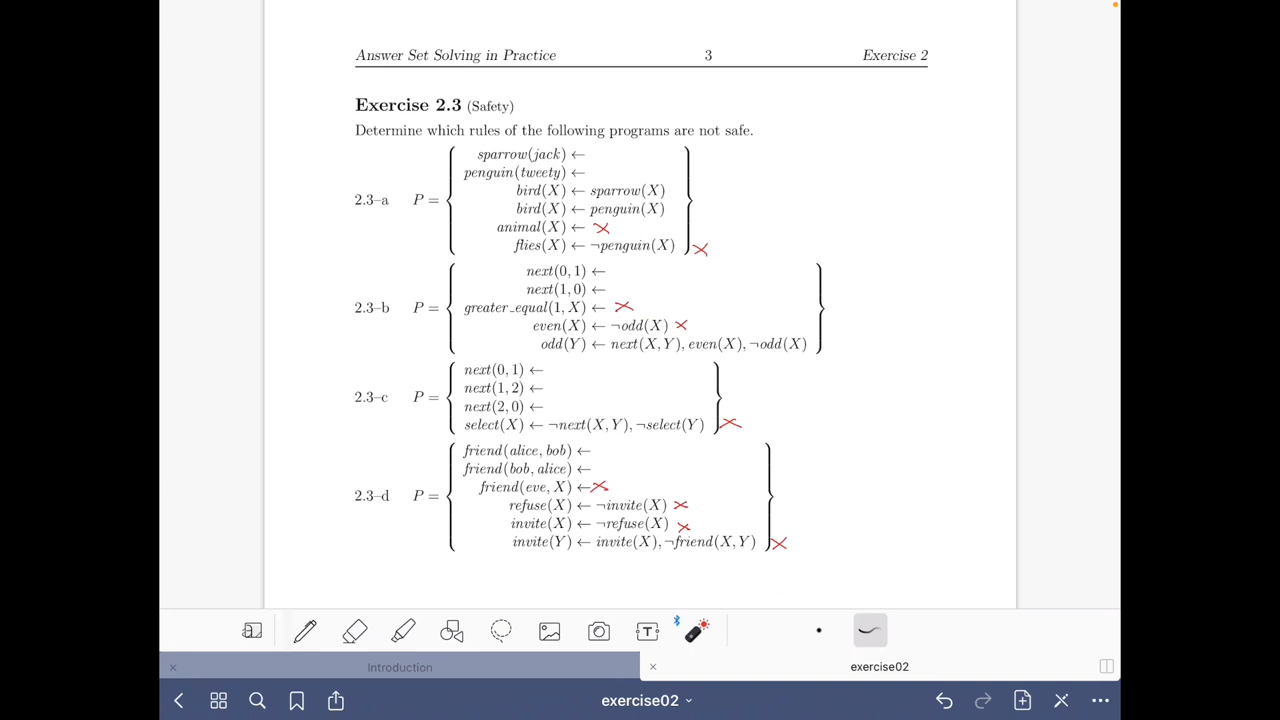 Answer Set Solving in Practice 3 Exercise 2
Exercise 2.3 (Safety)
Determine which rules of the following programs are not safe.
2.3–a P =
sparrow(jack) ←
penguin(tweety) ←
bird(X) ← sparrow(X)
bird(X) ← penguin(X)
animal(X) ← ×
flies(X) ← ¬penguin(X) ×
2.3–b P =
next(0, 1) ←
next(1, 0) ←
greater_equal(1, X) ← ×
even(X) ← ¬odd(X) ×
odd(Y) ← next(X, Y), even(X), ¬odd(X)
2.3–c P =
next(0, 1) ←
next(1, 2) ←
next(2, 0) ←
select(X) ← ¬next(X, Y), ¬select(Y) ×
2.3–d P =
friend(alice, bob) ←
friend(bob, alice) ←
friend(eve, X) ← ×
refuse(X) ← ¬invite(X) ×
invite(X) ← ¬refuse(X) ×
invite(Y) ← invite(X), ¬friend(X, Y) ×
T
× Introduction × exercise02
exercise02